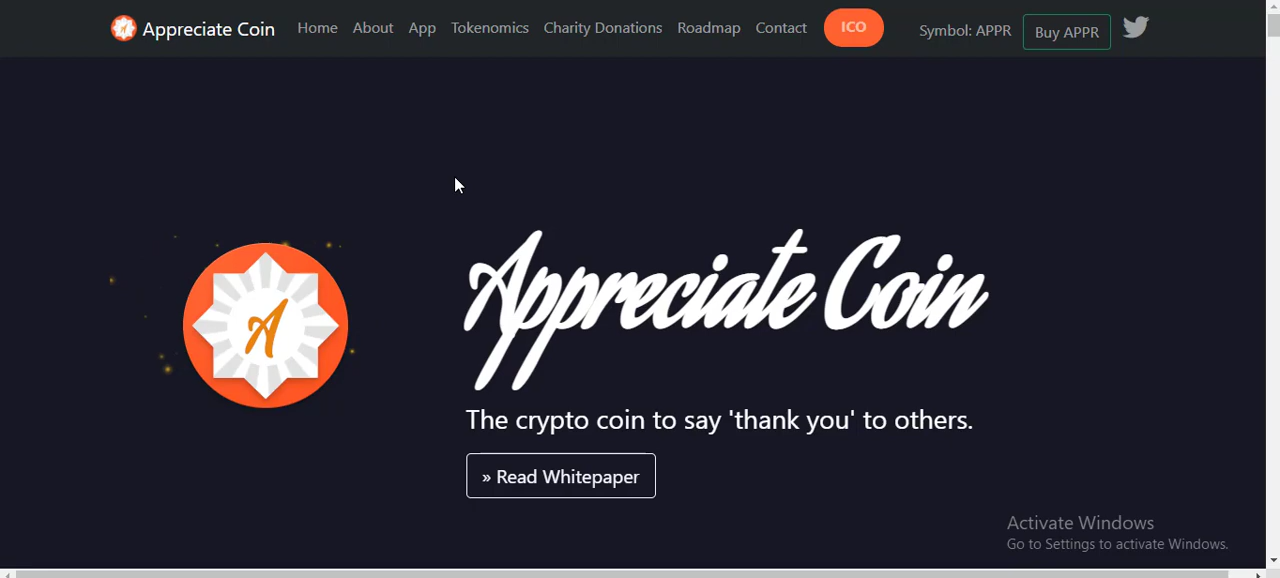 Appreciate Coin Home About App Tokenomics Charity Donations Roadmap Contact ICO Symbol: APPR Buy APPR
A
Appreciate Coin
The crypto coin to say 'thank you' to others.
» Read Whitepaper
Activate Windows
Go to Settings to activate Windows.